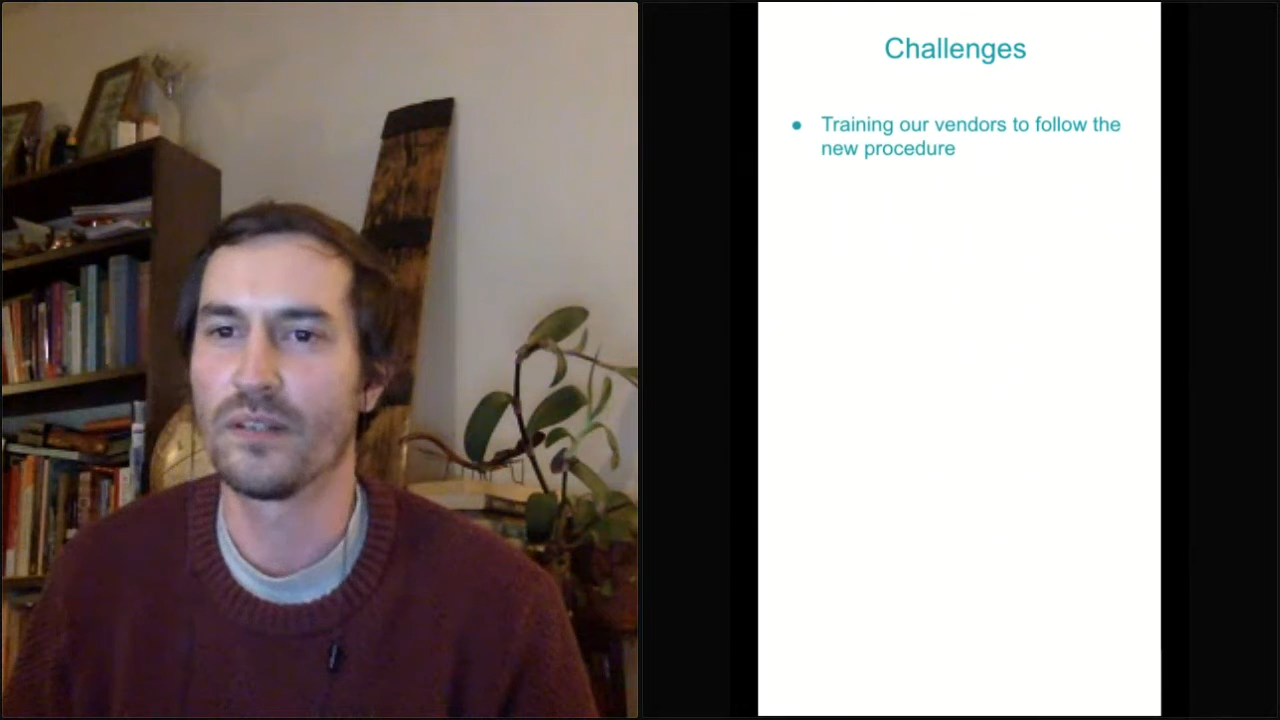 Challenges
● Training our vendors to follow the
new procedure